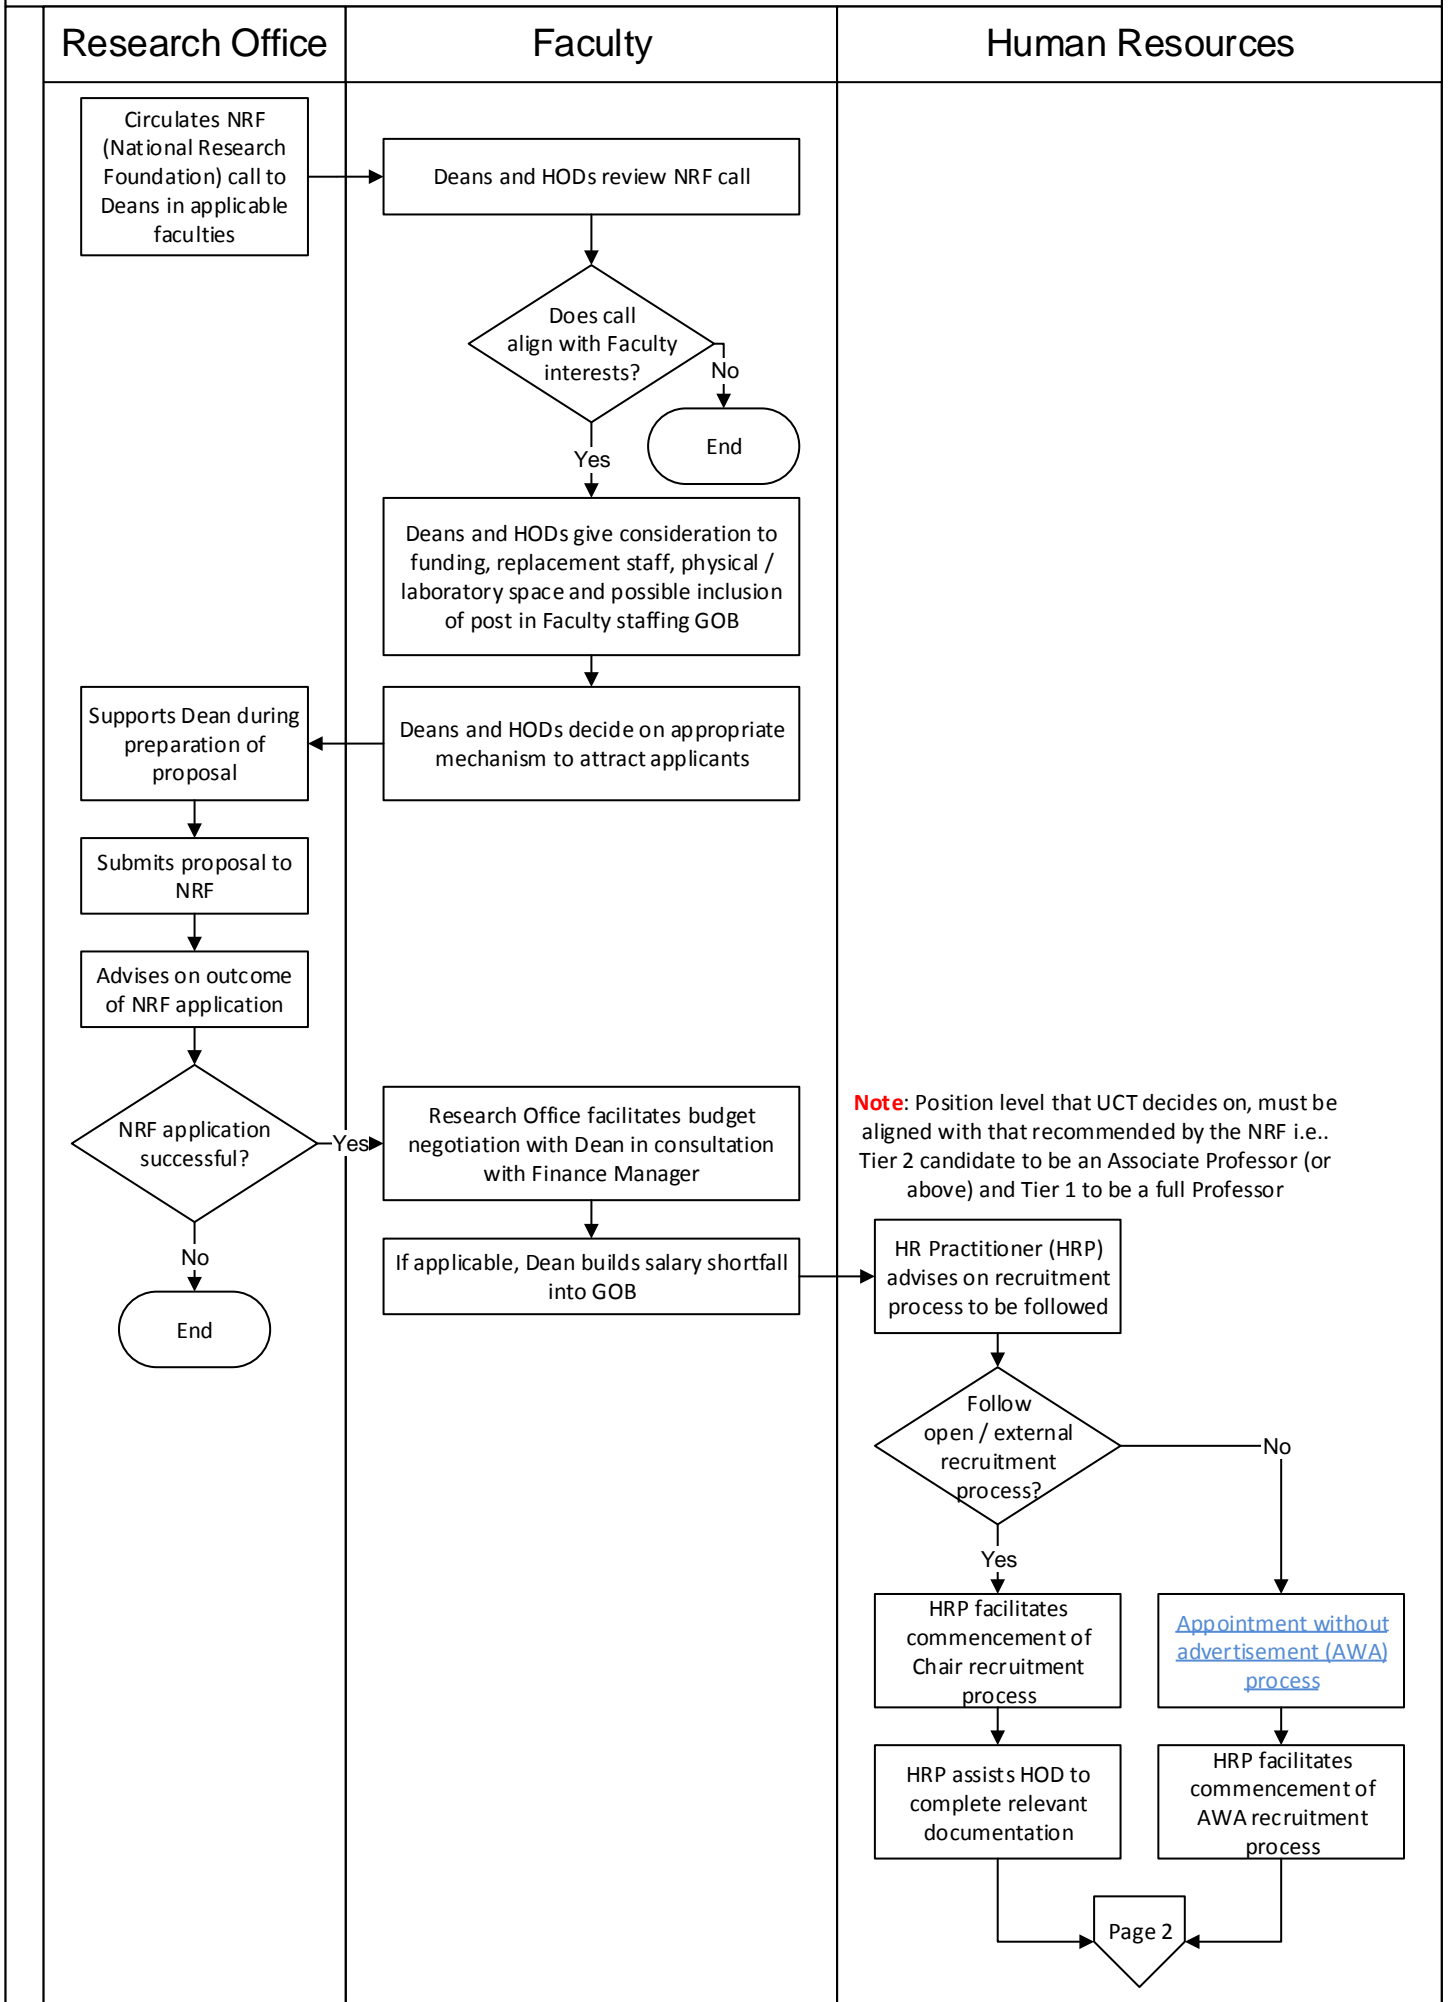 Research Office
Faculty
Human Resources
Circulates NRF
(National Research
Foundation) call to
Deans in applicable
faculties
Deans and HODs review NRF call
Does call
align with Faculty
interests?
No
End
Yes
Deans and HODs give consideration to
funding, replacement staff, physical /
laboratory space and possible inclusion
of post in Faculty staffing GOB
Deans and HODs decide on appropriate
mechanism to attract applicants
Supports Dean during
preparation of
proposal
Submits proposal to
NRF
Advises on outcome
of NRF application
NRF application
successful?
Yes
No
End
Research Office facilitates budget
negotiation with Dean in consultation
with Finance Manager
If applicable, Dean builds salary shortfall
into GOB
Note: Position level that UCT decides on, must be
aligned with that recommended by the NRF i.e..
Tier 2 candidate to be an Associate Professor (or
above) and Tier 1 to be a full Professor
HR Practitioner (HRP)
advises on recruitment
process to be followed
Follow
open / external
recruitment
process?
No
Yes
HRP facilitates
commencement of
Chair recruitment
process
Appointment without
advertisement (AWA)
process
HRP assists HOD to
complete relevant
documentation
HRP facilitates
commencement of
AWA recruitment
process
Page 2